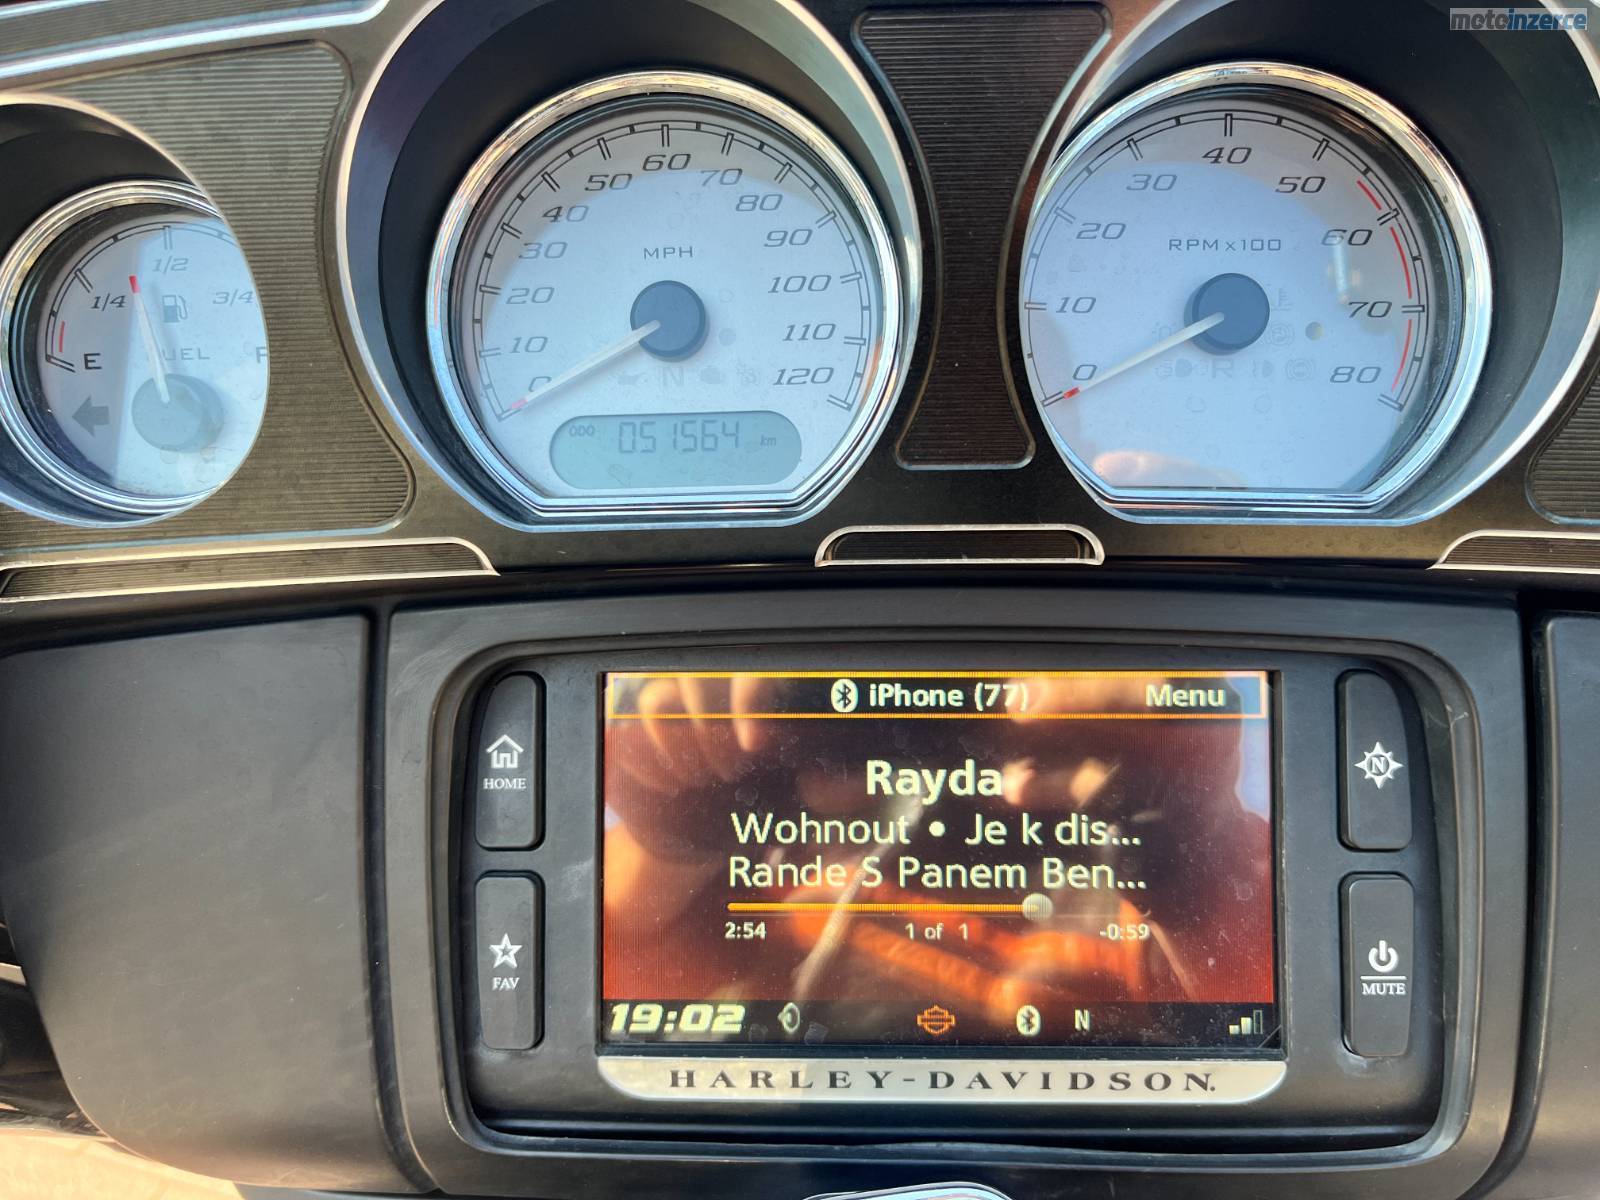 motoinzerce
1/4
1/2
3/4
E
FUEL
0
10
20
30
40
50
60
70
80
90
100
110
120
MPH
N
ODO 051564 km
0
10
20
30
40
50
60
70
80
RPM x100
R
iPhone (77)
Menu
Rayda
Wohnout • Je k dis...
Rande S Panem Ben...
2:54
1 of 1
-0:59
19:02
N
HOME
FAV
N
MUTE
HARLEY-DAVIDSON.